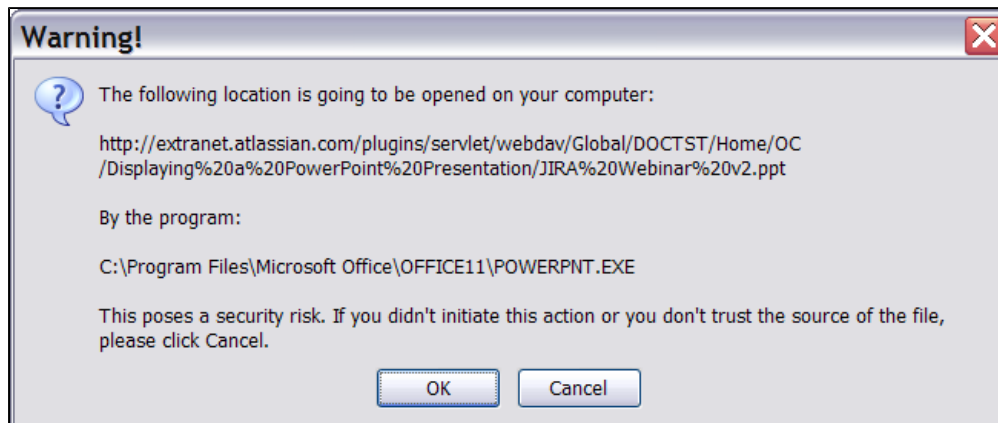 Warning!
The following location is going to be opened on your computer:
http://extranet.atlassian.com/plugins/servlet/webdav/Global/DOCTST/Home/OC
/Displaying%20a%20PowerPoint%20Presentation/JIRA%20Webinar%20v2.ppt
By the program:
C:\Program Files\Microsoft Office\OFFICE11\POWERPNT.EXE
This poses a security risk. If you didn't initiate this action or you don't trust the source of the file,
please click Cancel.
OK Cancel